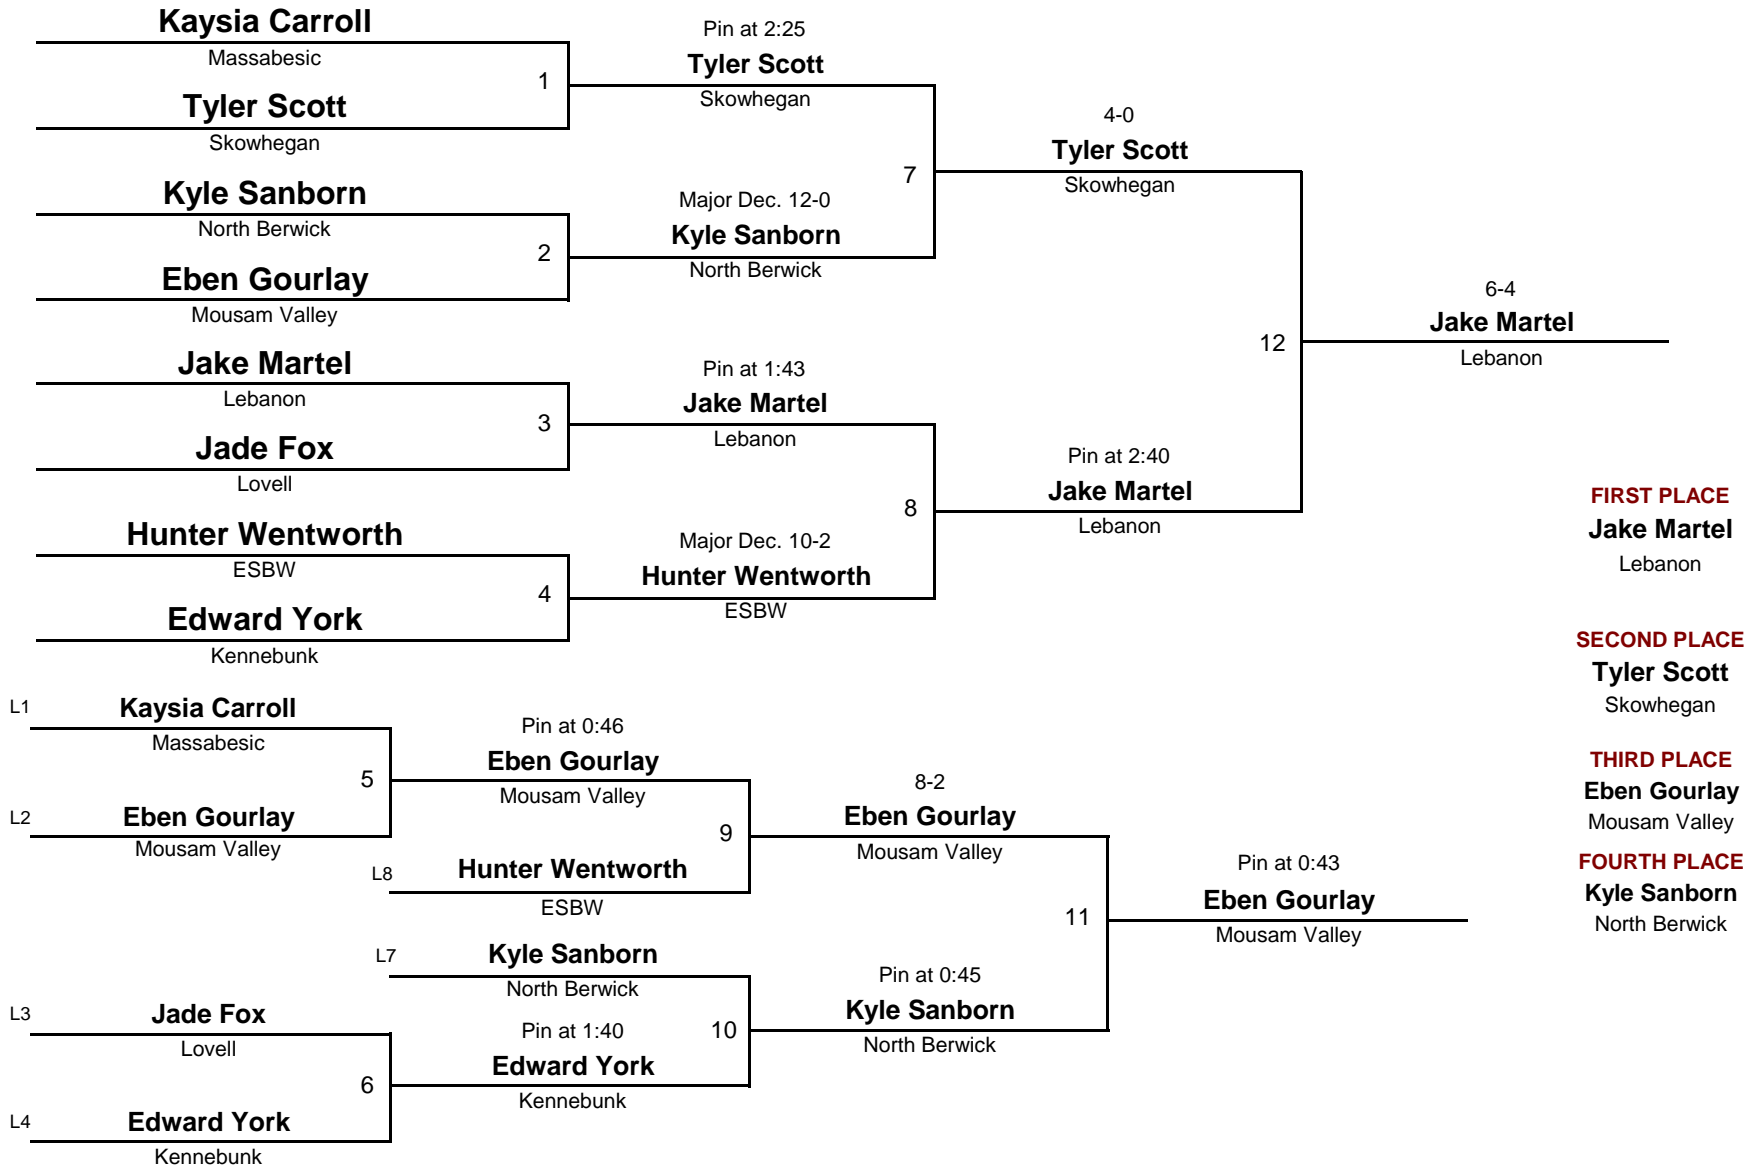 Kaysia Carroll
Massabesic
1
Tyler Scott
Skowhegan
Pin at 2:25
Tyler Scott
Skowhegan
Kyle Sanborn
North Berwick
2
Eben Gourlay
Mousam Valley
Major Dec. 12-0
Kyle Sanborn
North Berwick
7
4-0
Tyler Scott
Skowhegan
Jake Martel
Lebanon
3
Jade Fox
Lovell
Pin at 1:43
Jake Martel
Lebanon
Hunter Wentworth
ESBW
4
Edward York
Kennebunk
Major Dec. 10-2
Hunter Wentworth
ESBW
8
Pin at 2:40
Jake Martel
Lebanon
12
6-4
Jake Martel
Lebanon
FIRST PLACE
Jake Martel
Lebanon
SECOND PLACE
Tyler Scott
Skowhegan
THIRD PLACE
Eben Gourlay
Mousam Valley
FOURTH PLACE
Kyle Sanborn
North Berwick
L1
Kaysia Carroll
Massabesic
5
L2
Eben Gourlay
Mousam Valley
Pin at 0:46
Eben Gourlay
Mousam Valley
9
L8
Hunter Wentworth
ESBW
8-2
Eben Gourlay
Mousam Valley
L7
Kyle Sanborn
North Berwick
10
L3
Jade Fox
Lovell
6
L4
Edward York
Kennebunk
Pin at 1:40
Edward York
Kennebunk
Pin at 0:45
Kyle Sanborn
North Berwick
11
Pin at 0:43
Eben Gourlay
Mousam Valley